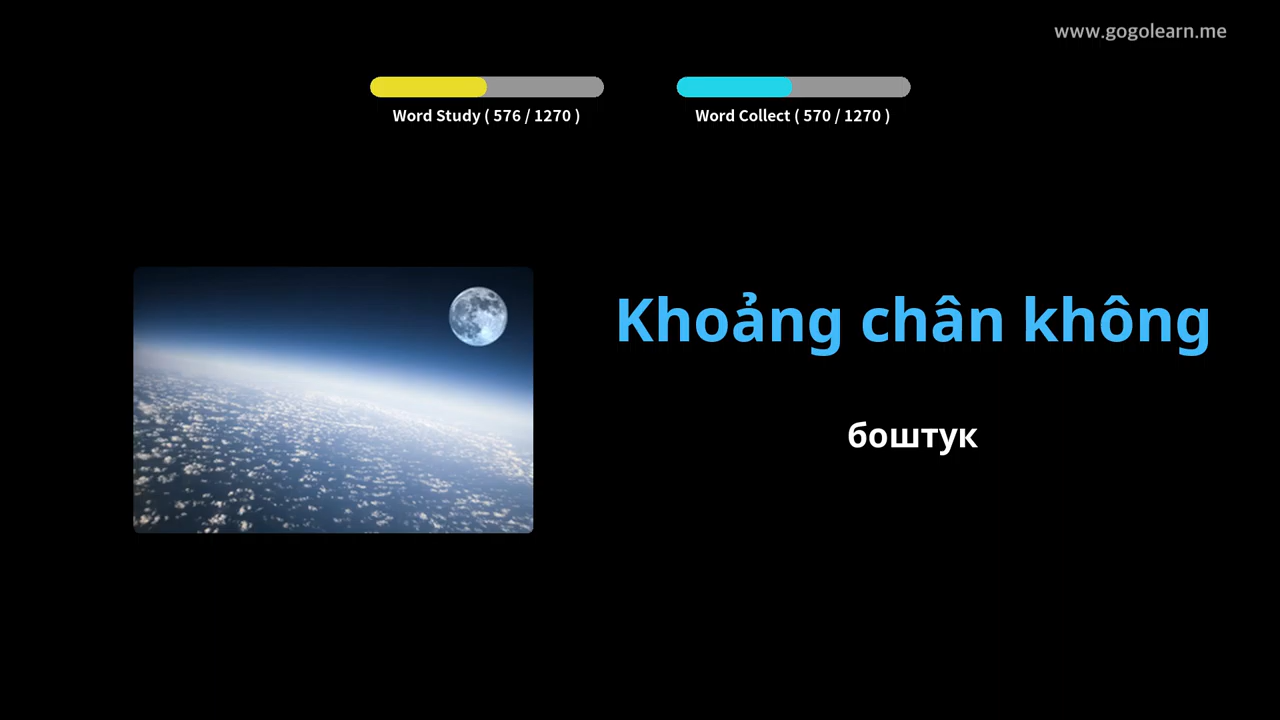 www.gogolearn.me
Word Study ( 576 / 1270 )
Word Collect ( 570 / 1270 )
Khoảng chân không
боштук